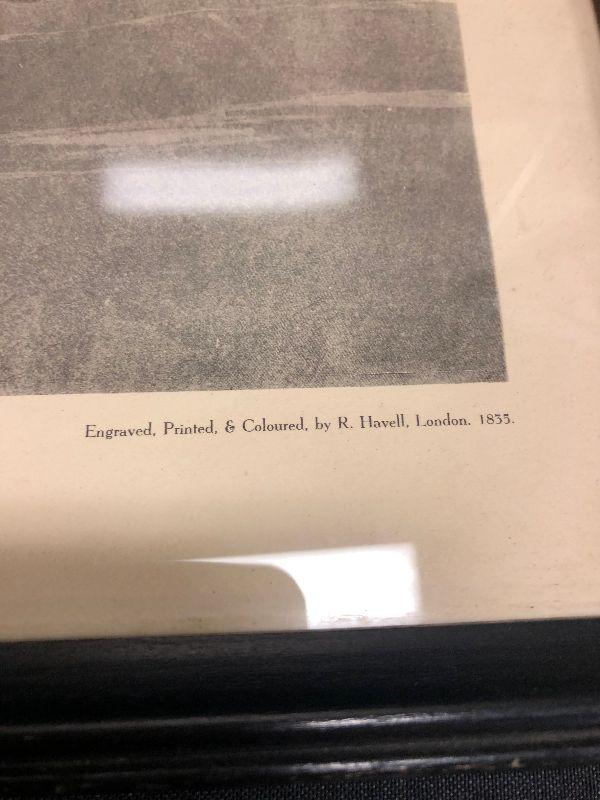 Engraved, Printed, & Coloured, by R. Havell, London. 1835.